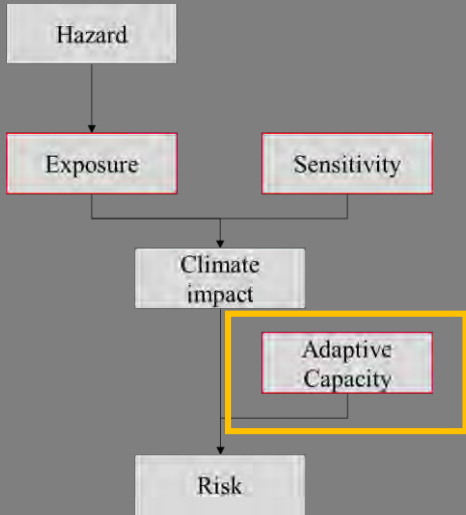 Hazard
Exposure
Sensitivity
Climate
impact
Adaptive
Capacity
Risk